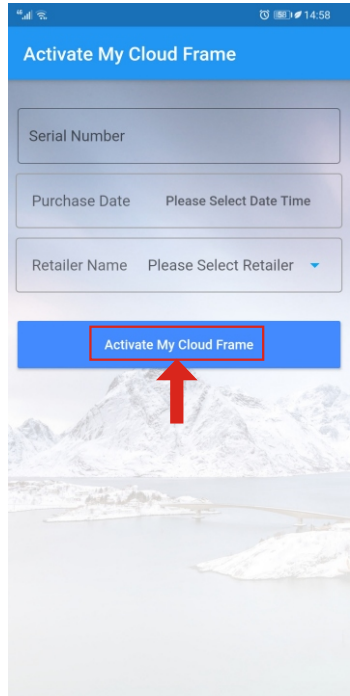 14:58
Activate My Cloud Frame
Serial Number
Purchase Date Please Select Date Time
Retailer Name Please Select Retailer
Activate My Cloud Frame